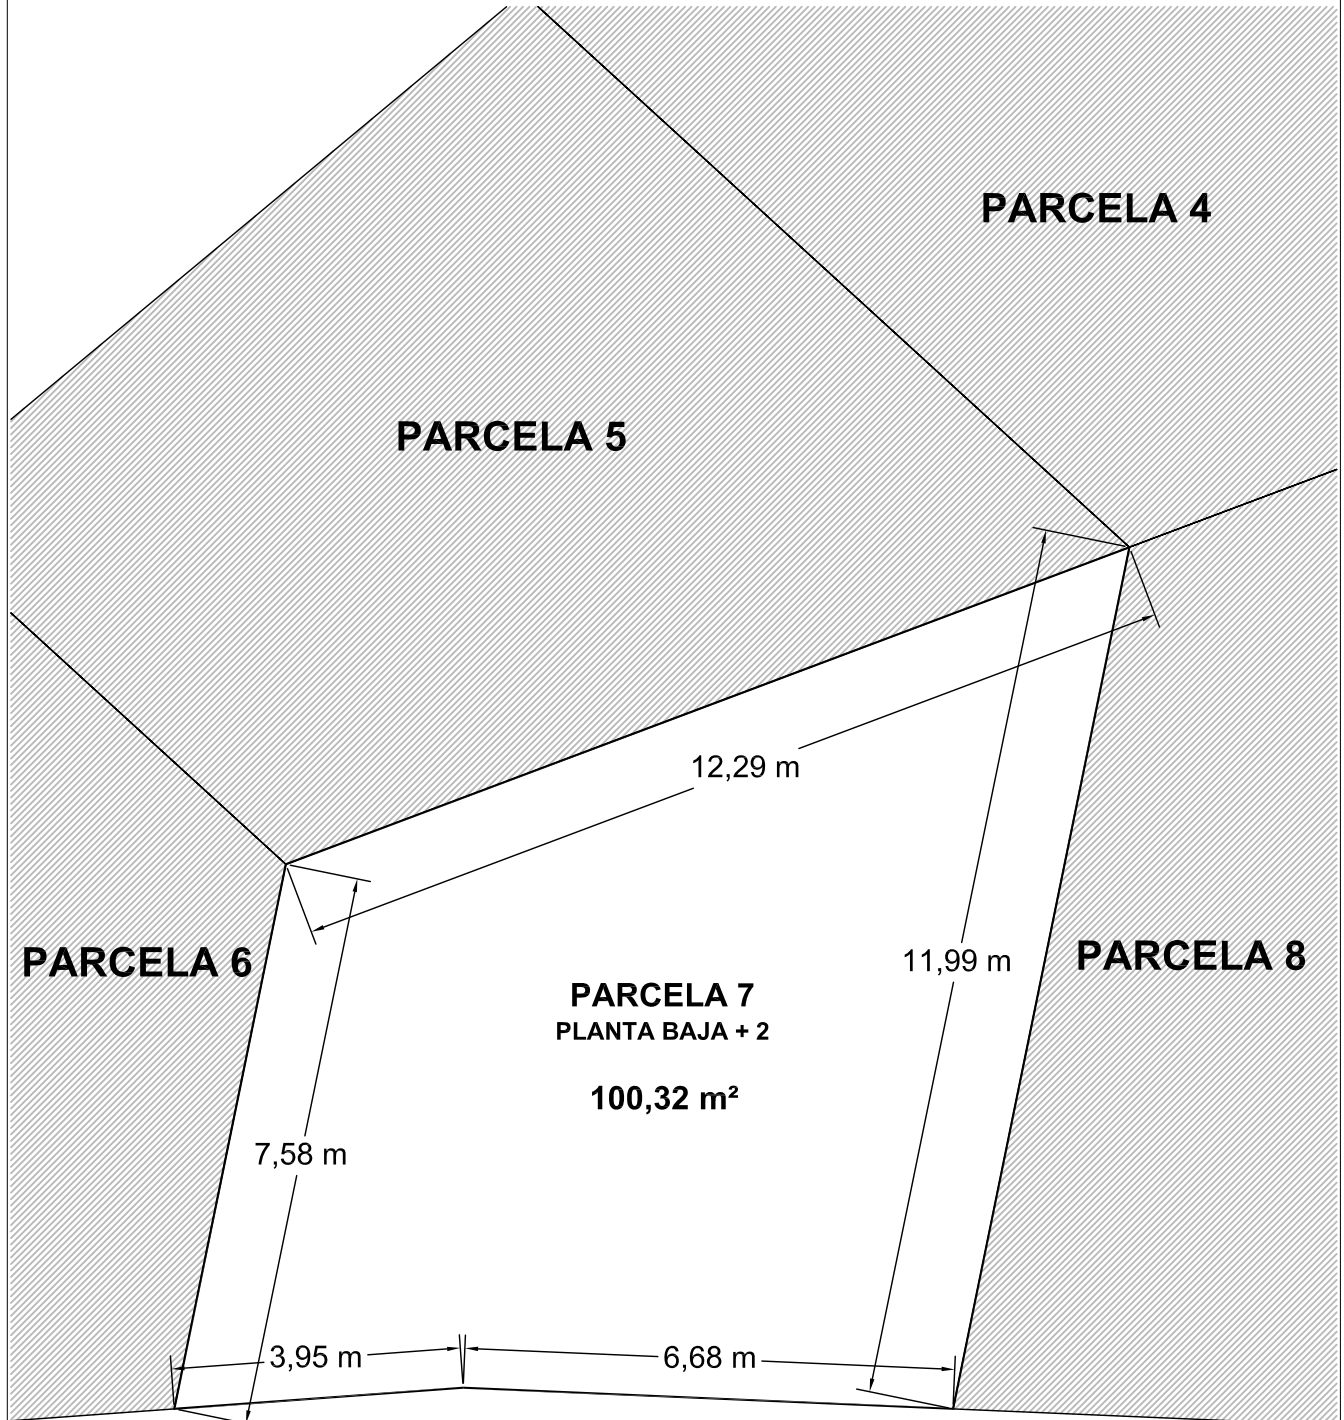 PARCELA 4
PARCELA 5
12,29 m
PARCELA 6
11,99 m
PARCELA 8
PARCELA 7
PLANTA BAJA + 2
100,32 m²
7,58 m
3,95 m
6,68 m